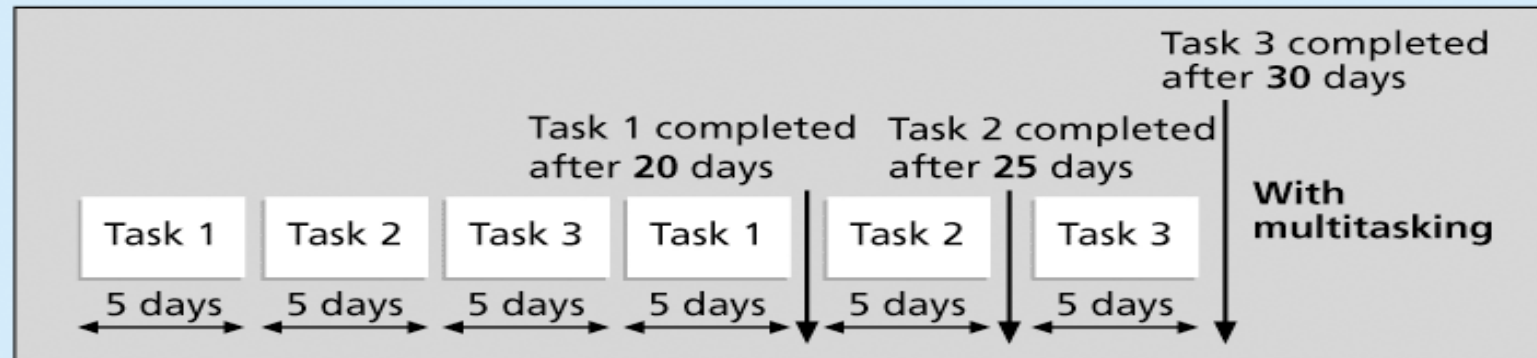 Task 3 completed
after 30 days
Task 1 completed
after 20 days
Task 2 completed
after 25 days
With
multitasking
Task 1
Task 2
Task 3
Task 1
Task 2
Task 3
5 days
5 days
5 days
5 days
5 days
5 days